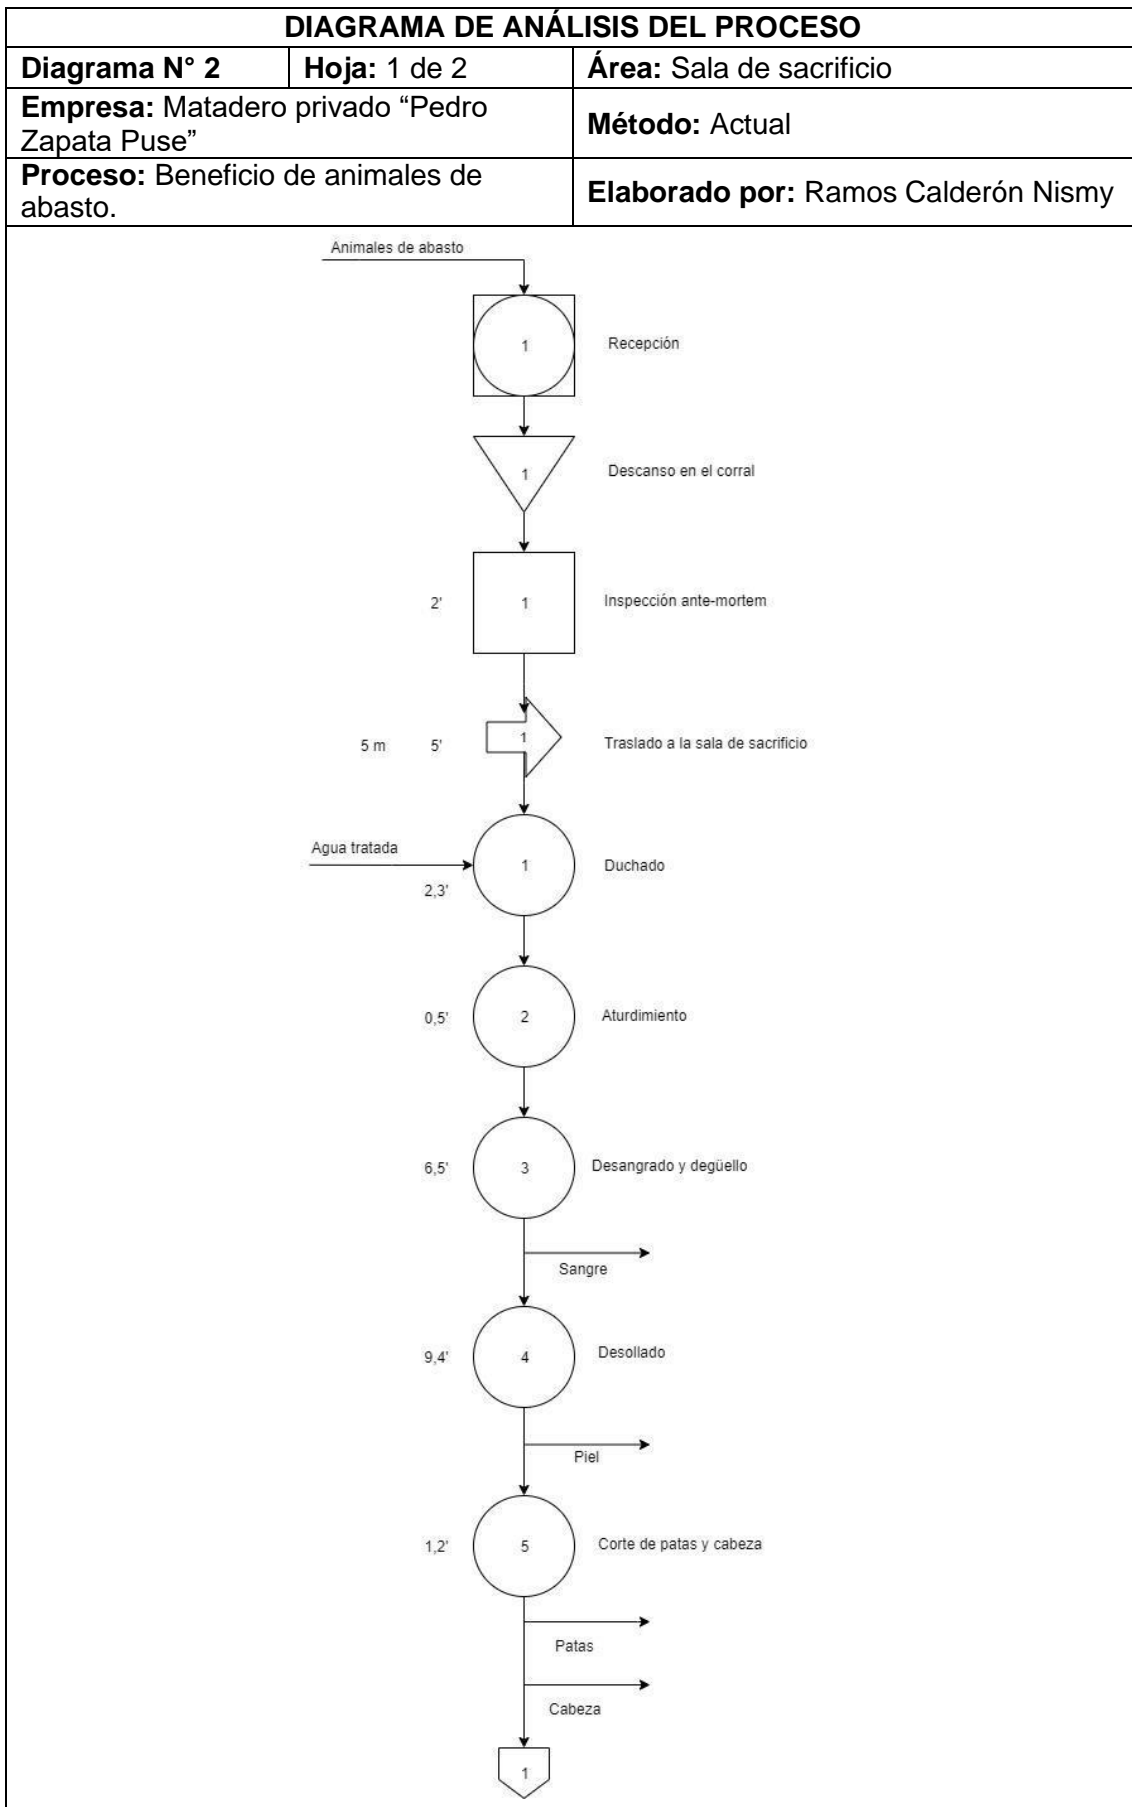 DIAGRAMA DE ANÁLISIS DEL PROCESO
Diagrama N° 2
Hoja: 1 de 2
Área: Sala de sacrificio
Empresa: Matadero privado “Pedro
Zapata Puse”
Método: Actual
Proceso: Beneficio de animales de
abasto.
Elaborado por: Ramos Calderón Nismy
Animales de abasto
1
Recepción
1
Descanso en el corral
2'
1
Inspección ante-mortem
5 m
5'
1
Traslado a la sala de sacrificio
Agua tratada
2,3'
1
Duchado
0,5'
2
Aturdimiento
6,5'
3
Desangrado y degüello
Sangre
9,4'
4
Desollado
Piel
1,2'
5
Corte de patas y cabeza
Patas
Cabeza
1